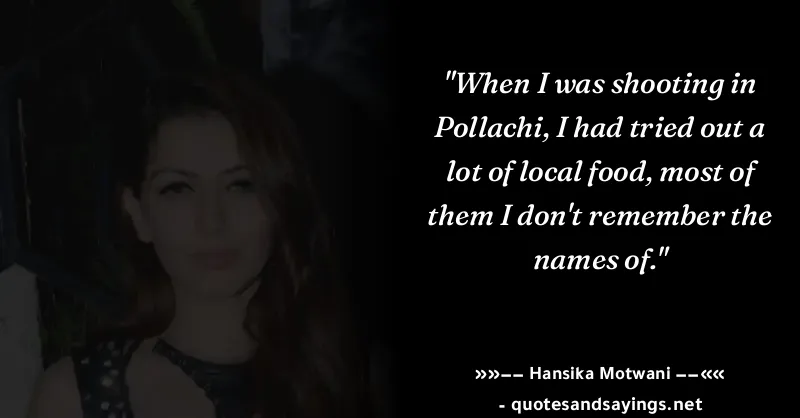 "When I was shooting in
Pollachi, I had tried out a
lot of local food, most of
them I don't remember the
names of."
»»−− Hansika Motwani −−««
- quotesandsayings.net